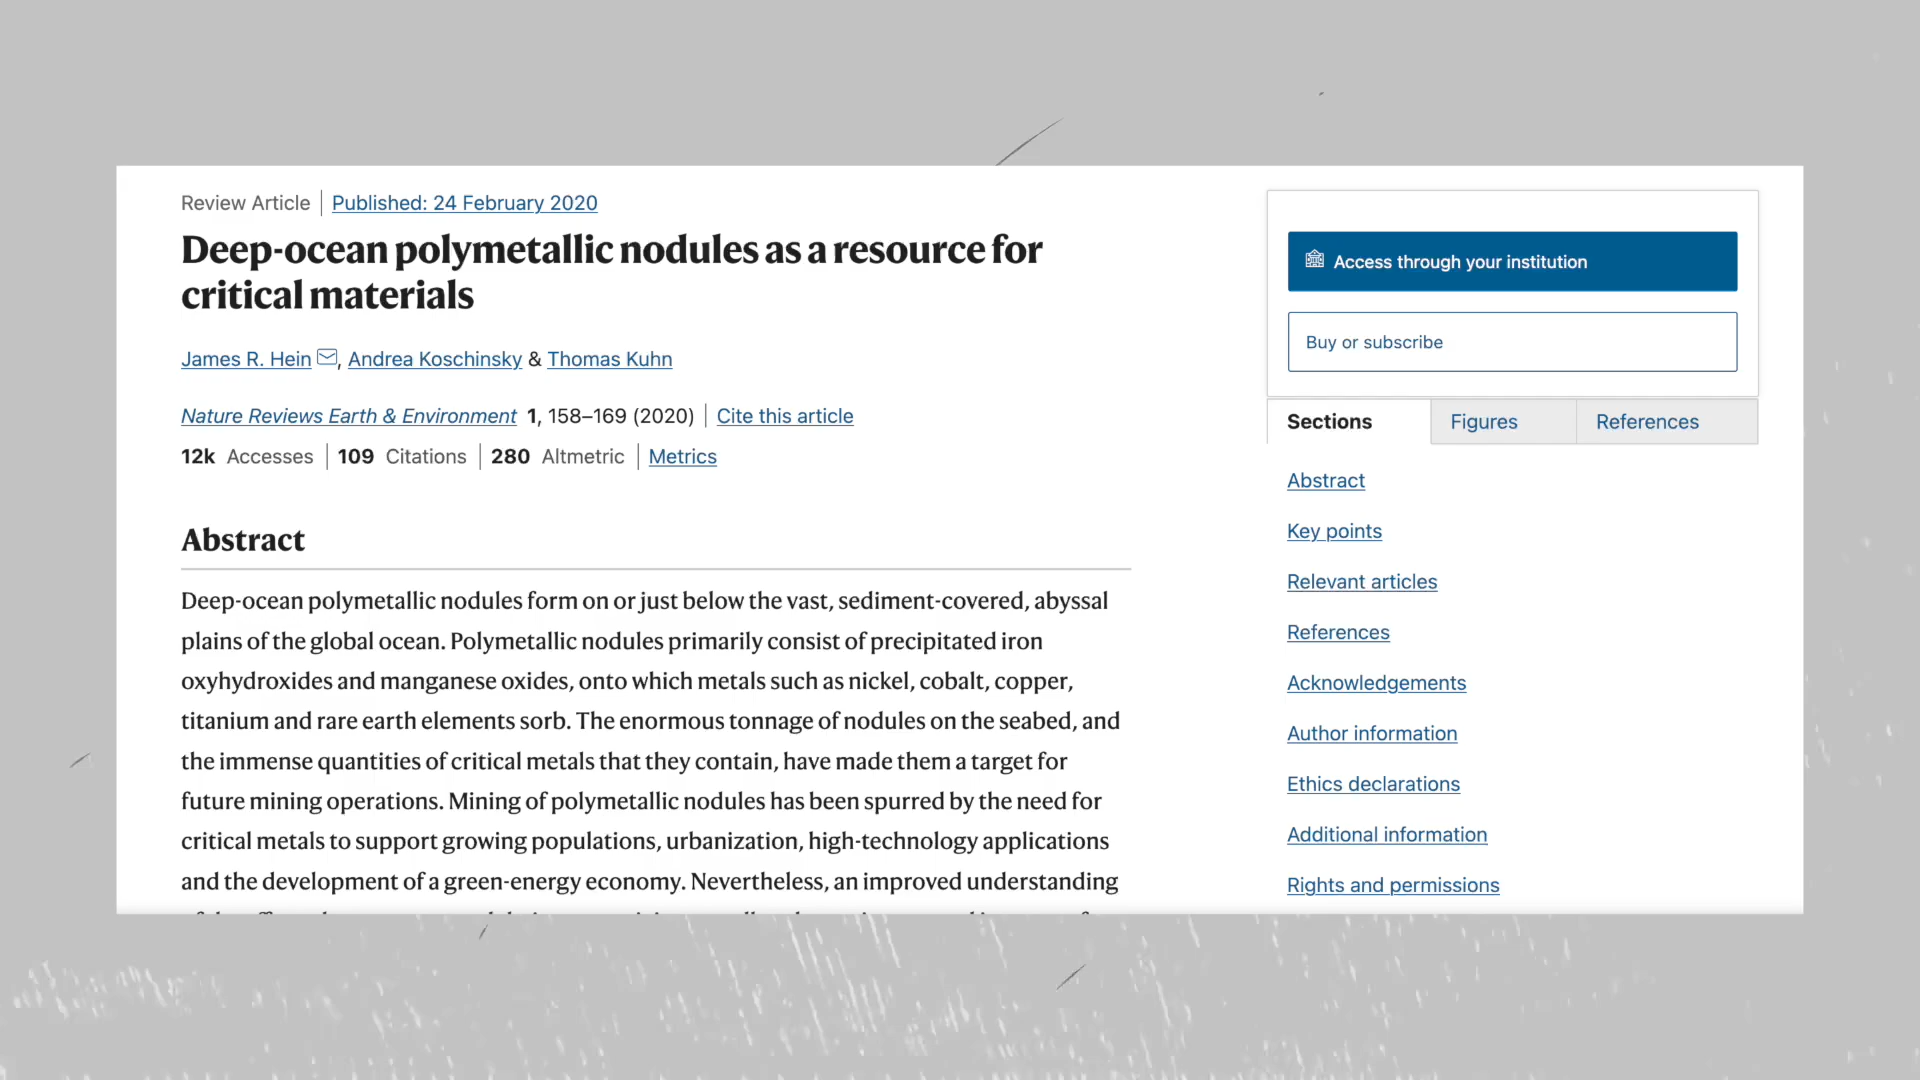 Review Article | Published: 24 February 2020
Deep-ocean polymetallic nodules as a resource for
critical materials
James R. Hein, Andrea Koschinsky & Thomas Kuhn
Nature Reviews Earth & Environment 1, 158–169 (2020) | Cite this article
12k Accesses | 109 Citations | 280 Altmetric | Metrics
Abstract
Deep-ocean polymetallic nodules form on or just below the vast, sediment-covered, abyssal
plains of the global ocean. Polymetallic nodules primarily consist of precipitated iron
oxyhydroxides and manganese oxides, onto which metals such as nickel, cobalt, copper,
titanium and rare earth elements sorb. The enormous tonnage of nodules on the seabed, and
the immense quantities of critical metals that they contain, have made them a target for
future mining operations. Mining of polymetallic nodules has been spurred by the need for
critical metals to support growing populations, urbanization, high-technology applications
and the development of a green-energy economy. Nevertheless, an improved understanding
Access through your institution
Buy or subscribe
Sections
Figures
References
Abstract
Key points
Relevant articles
References
Acknowledgements
Author information
Ethics declarations
Additional information
Rights and permissions